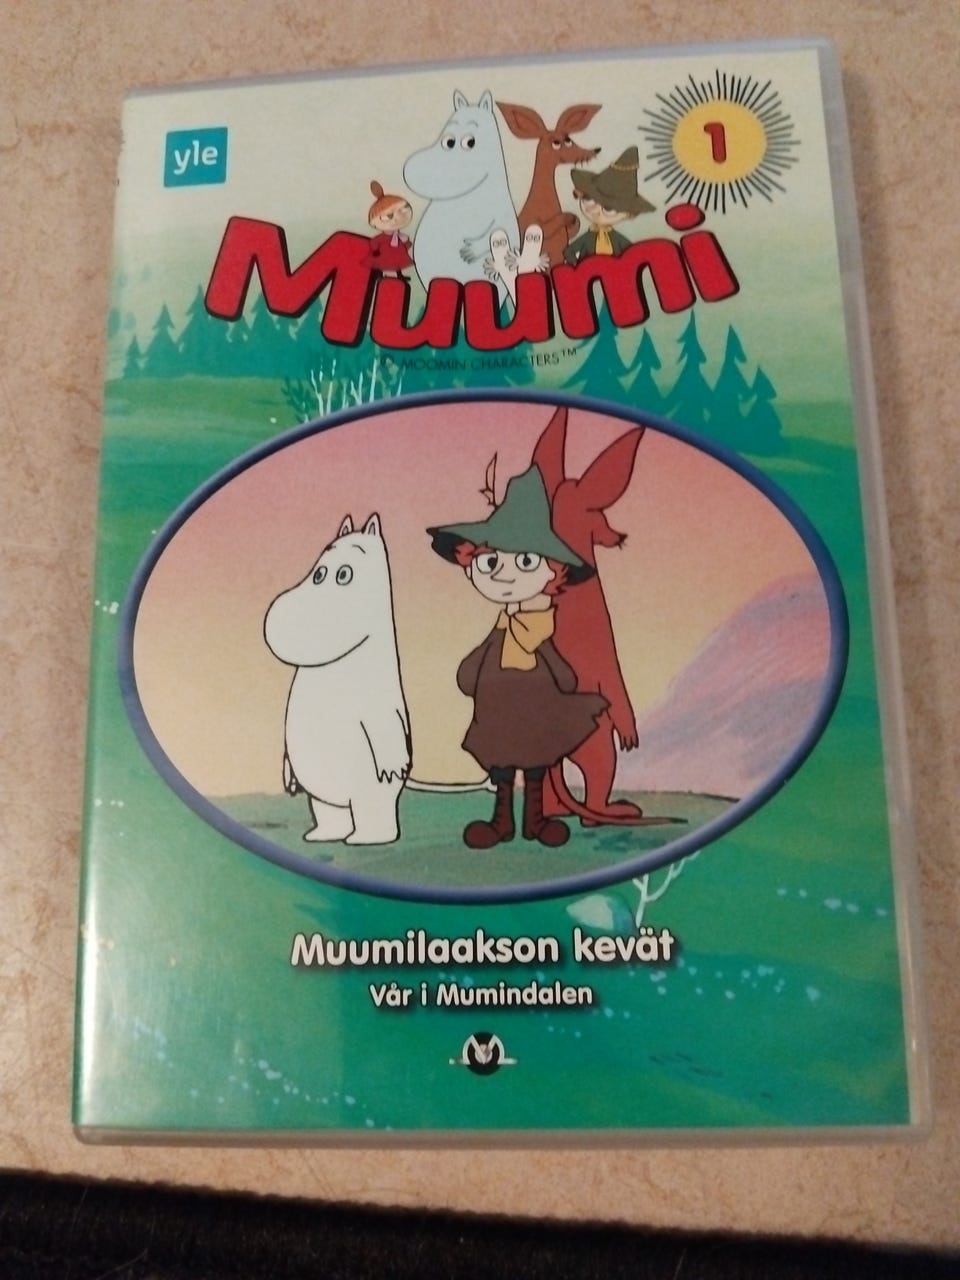 yle
1
Muumi
© MOOMIN CHARACTERS™
Muumilaakson kevät
Vår i Mumindalen